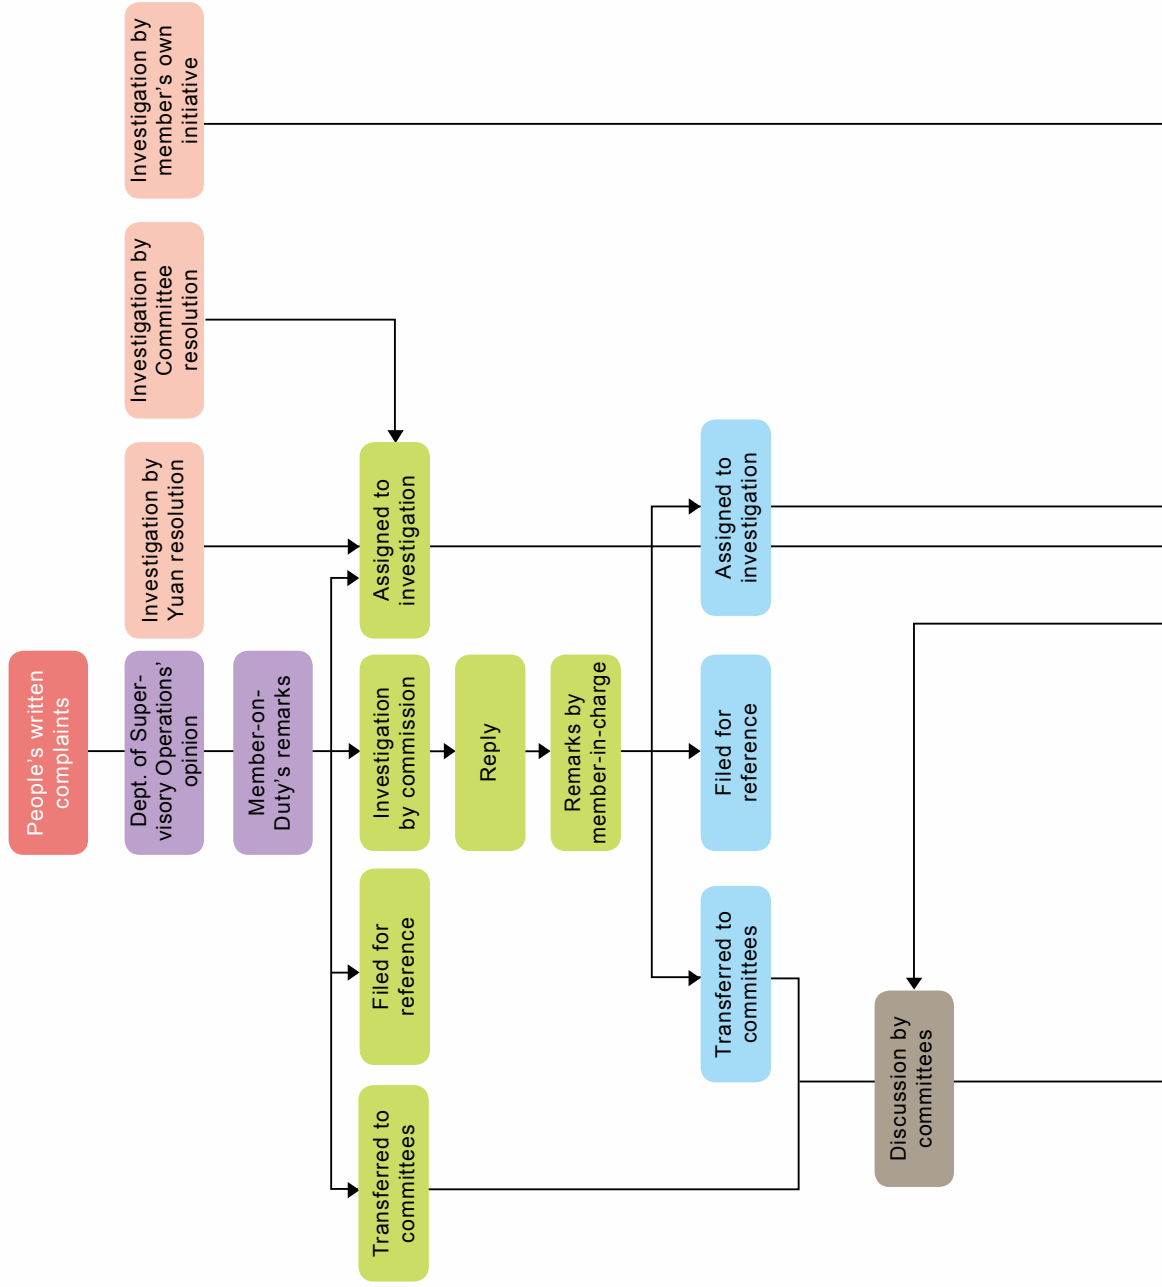 People's written
complaints
Dept. of Super-
visory Operations’
opinion
Investigation by
Yuan resolution
Investigation by
Committee
resolution
Investigation by
member’s own
initiative
Member-on-
Duty’s remarks
Transferred to
committees
Filed for
reference
Investigation
by commission
Assigned to
investigation
Reply
Remarks by
member-in-charge
Transferred to
committees
Filed for
reference
Assigned to
investigation
Discussion by
committees